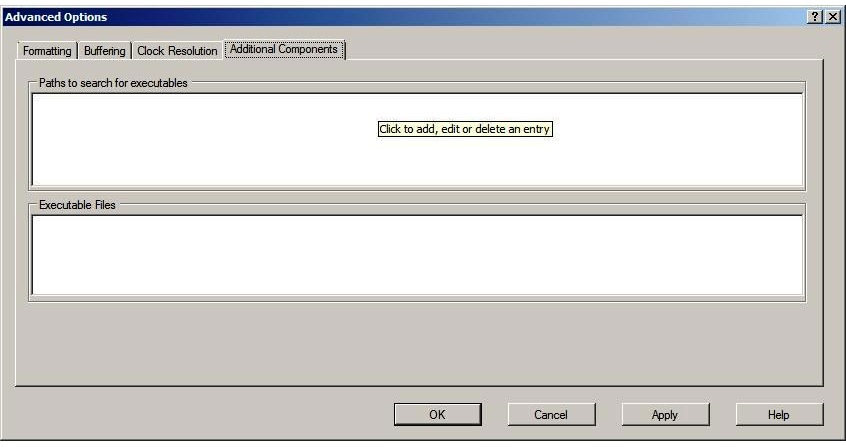 Advanced Options
Formatting Buffering Clock Resolution Additional Components
Paths to search for executables
Click to add, edit or delete an entry
Executable Files
OK Cancel Apply Help